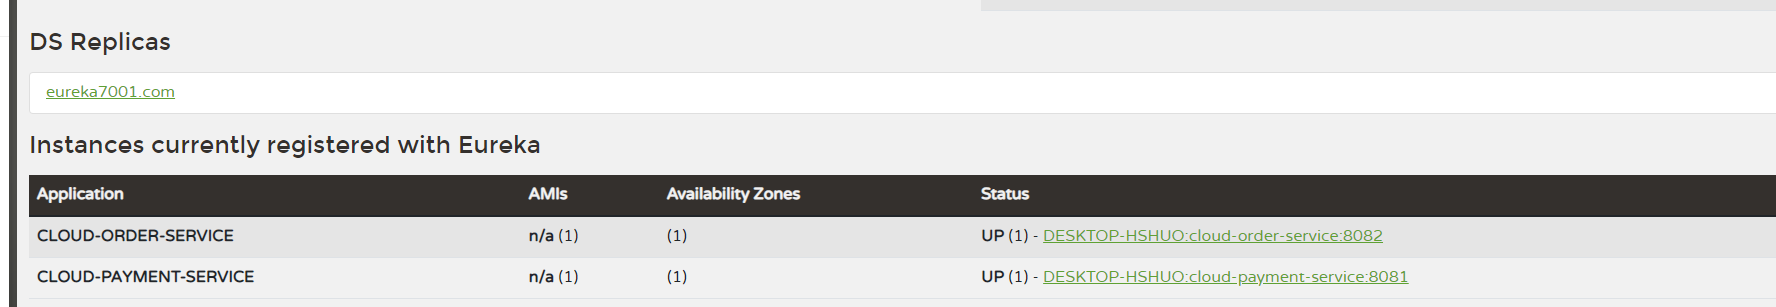 DS Replicas
eureka7001.com
Instances currently registered with Eureka
Application AMIs Availability Zones Status
CLOUD-ORDER-SERVICE n/a (1) (1) UP (1) - DESKTOP-HSHUO:cloud-order-service:8082
CLOUD-PAYMENT-SERVICE n/a (1) (1) UP (1) - DESKTOP-HSHUO:cloud-payment-service:8081